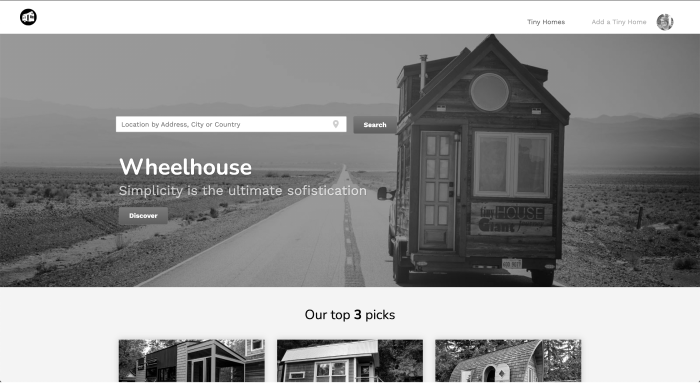 Tiny Homes
Add a Tiny Home
Location by Address, City or Country
Search
Wheelhouse
Simplicity is the ultimate sofistication
Discover
Tiny HOUSE
Giant
Our top 3 picks